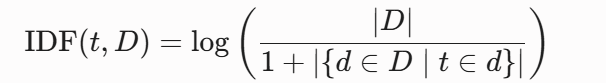 IDF(t, D) = log ( |D| / 1 + |{d ∈ D | t ∈ d}| )